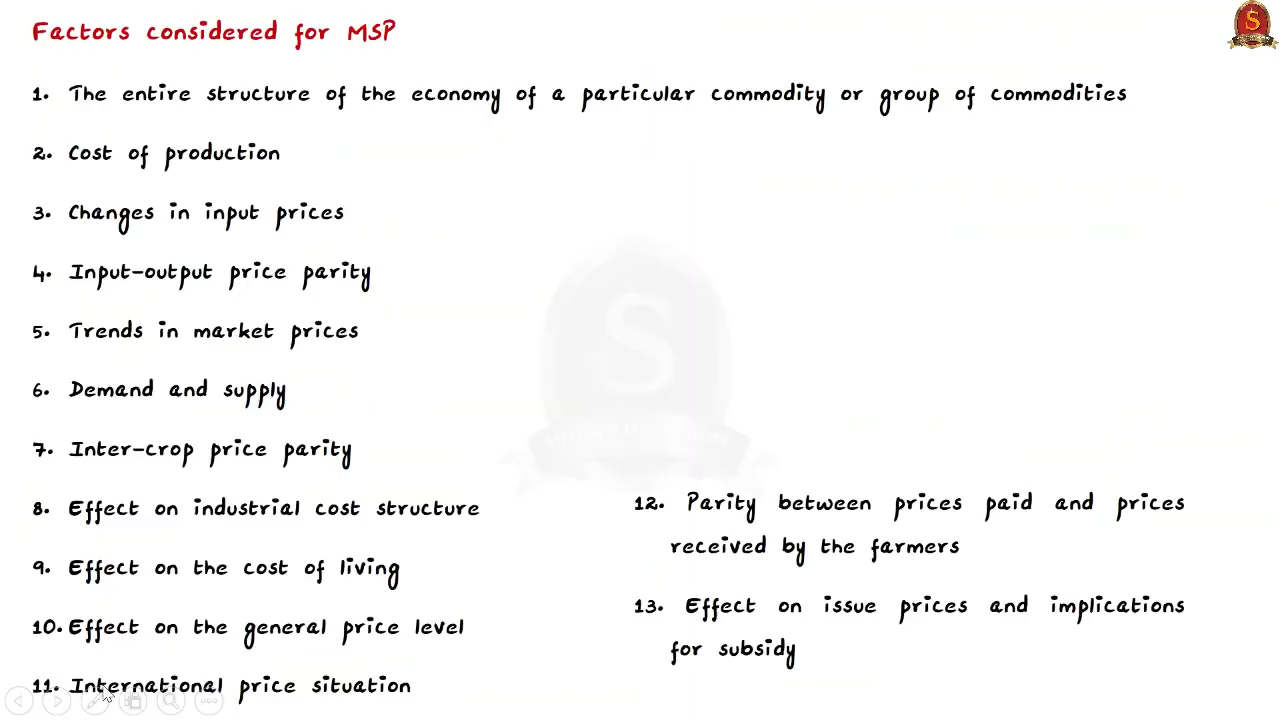 Factors considered for MSP
S
1. The entire structure of the economy of a particular commodity or group of commodities
2. Cost of production
3. Changes in input prices
4. Input-output price parity
5. Trends in market prices
6. Demand and supply
7. Inter-crop price parity
8. Effect on industrial cost structure
9. Effect on the cost of living
10. Effect on the general price level
11. International price situation
S
12. Parity between prices paid and prices
received by the farmers
13. Effect on issue prices and implications
for subsidy